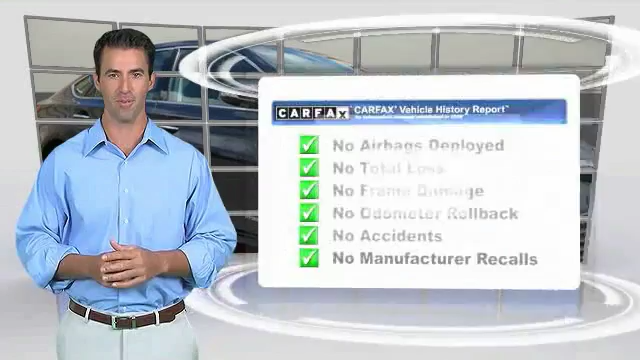 CARFAX CARFAX Vehicle History Report™
No Airbags Deployed
No Total Loss
No Frame Damage
No Odometer Rollback
No Accidents
No Manufacturer Recalls